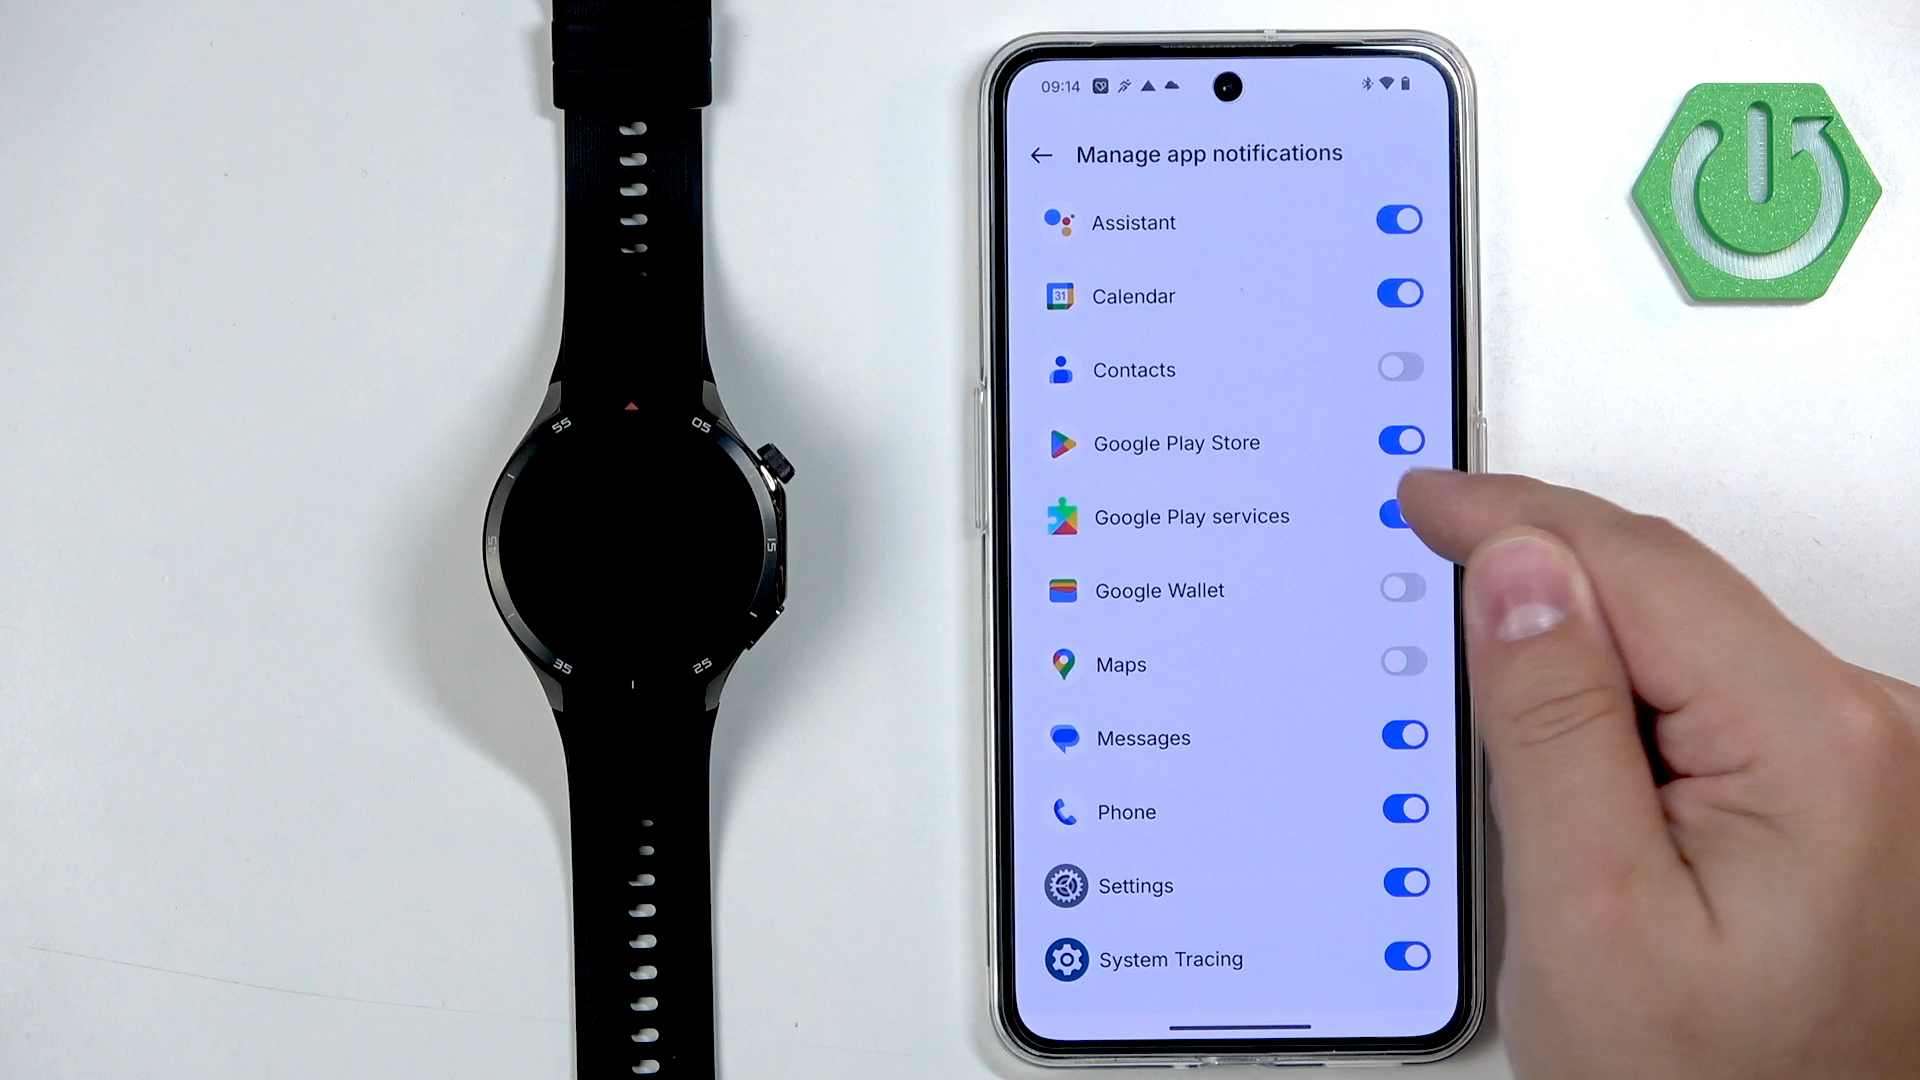 09:14
Manage app notifications
Assistant
31
Calendar
Contacts
Google Play Store
Google Play services
Google Wallet
Maps
Messages
Phone
Settings
System Tracing
55
05
45
15
35
25